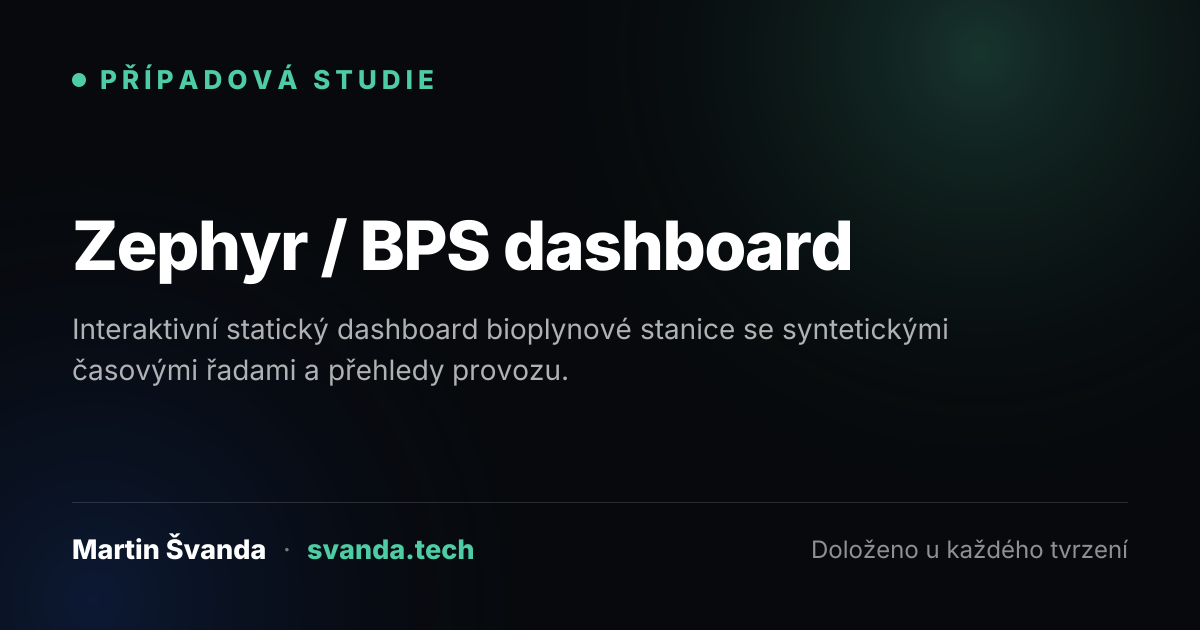 PŘÍPADOVÁ STUDIE
Zephyr / BPS dashboard
Interaktivní statický dashboard bioplynové stanice se syntetickými
časovými řadami a přehledy provozu.
Martin Švanda · svanda.tech
Doloženo u každého tvrzení